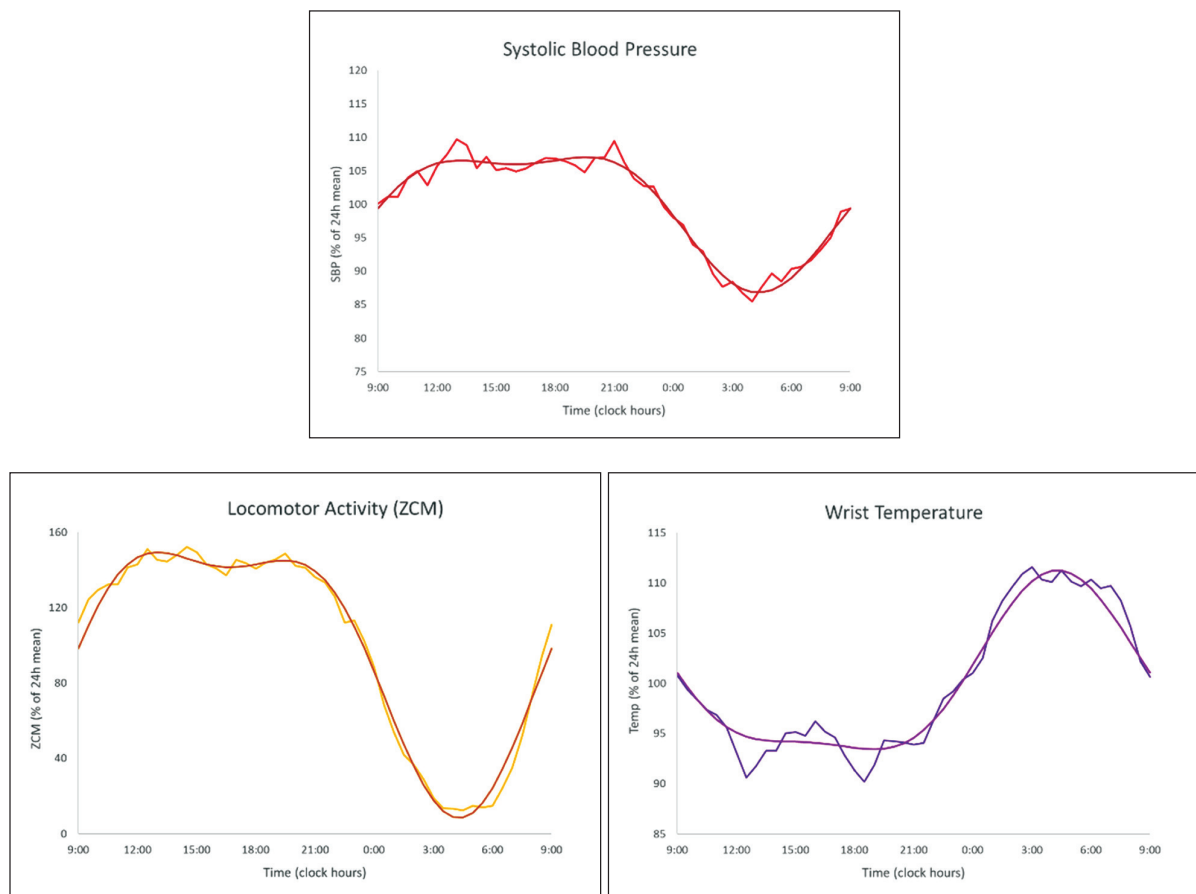 Systolic Blood Pressure
120
115
110
105
100
95
90
85
80
75
SBP (% of 24h mean)
9:00 12:00 15:00 18:00 21:00 0:00 3:00 6:00 9:00
Time (clock hours)
Locomotor Activity (ZCM)
160
120
80
40
0
ZCM (% of 24h mean)
9:00 12:00 15:00 18:00 21:00 0:00 3:00 6:00 9:00
Time (clock hours)
Wrist Temperature
115
110
105
100
95
90
85
Temp (% of 24h mean)
9:00 12:00 15:00 18:00 21:00 0:00 3:00 6:00 9:00
Time (clock hours)